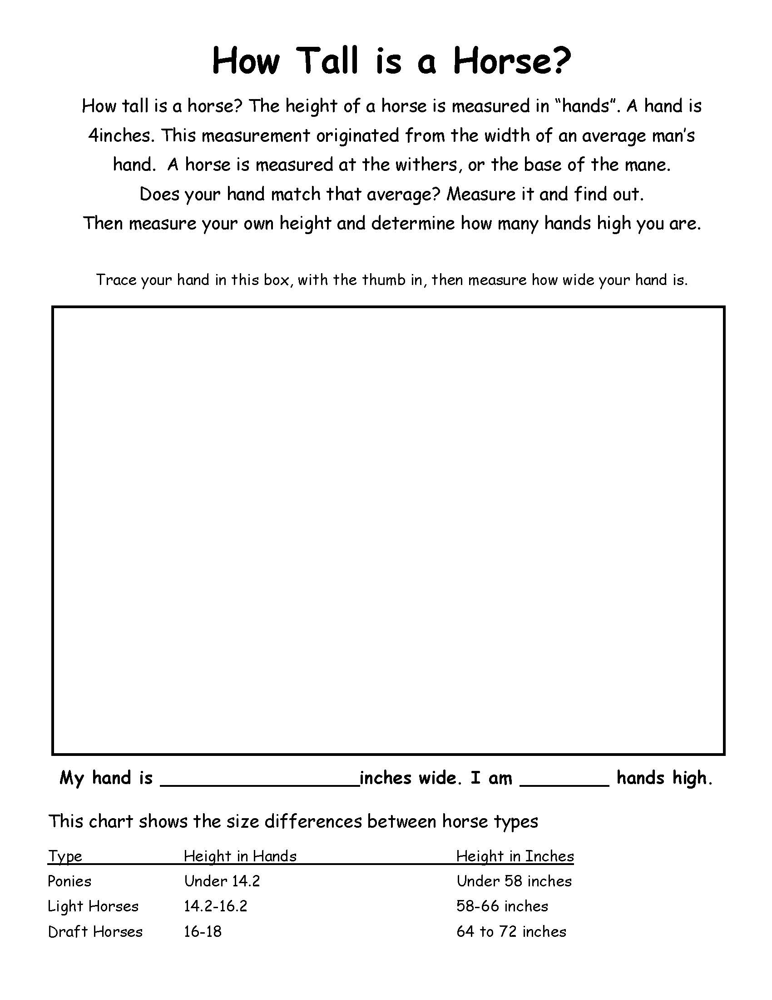 How Tall is a Horse?
How tall is a horse? The height of a horse is measured in “hands”. A hand is
4inches. This measurement originated from the width of an average man’s
hand.  A horse is measured at the withers, or the base of the mane.
Does your hand match that average? Measure it and find out.
Then measure your own height and determine how many hands high you are.
Trace your hand in this box, with the thumb in, then measure how wide your hand is.
My hand is __________________inches wide. I am ________ hands high.
This chart shows the size differences between horse types
Type Height in Hands Height in Inches
Ponies Under 14.2 Under 58 inches
Light Horses 14.2-16.2 58-66 inches
Draft Horses 16-18 64 to 72 inches